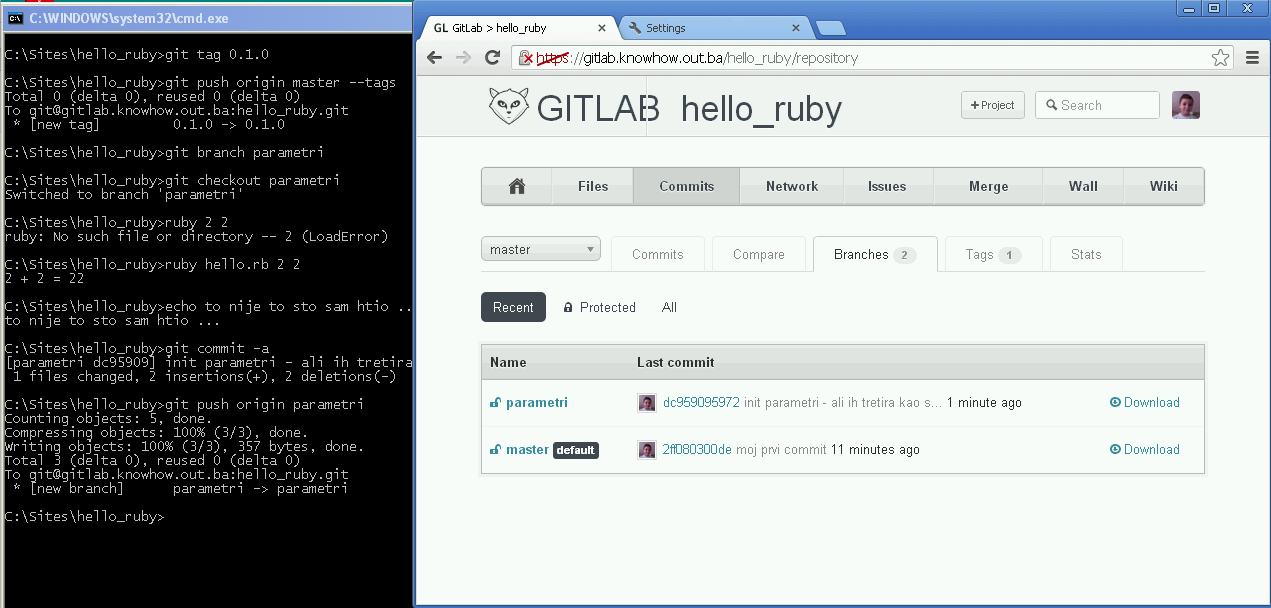 C:\WINDOWS\system32\cmd.exe
C:\Sites\hello_ruby>git tag 0.1.0
C:\Sites\hello_ruby>git push origin master --tags
Total 0 (delta 0), reused 0 (delta 0)
To git@gitlab.knowhow.out.ba:hello_ruby.git
* [new tag] 0.1.0 -> 0.1.0
C:\Sites\hello_ruby>git branch parametri
C:\Sites\hello_ruby>git checkout parametri
Switched to branch 'parametri'
C:\Sites\hello_ruby>ruby 2 2
ruby: No such file or directory -- 2 (LoadError)
C:\Sites\hello_ruby>ruby hello.rb 2 2
2 + 2 = 22
C:\Sites\hello_ruby>echo to nije to sto sam htio ..
to nije to sto sam htio ...
C:\Sites\hello_ruby>git commit -a
[parametri dc95909] init parametri - ali ih tretira
1 files changed, 2 insertions(+), 2 deletions(-)
C:\Sites\hello_ruby>git push origin parametri
Counting objects: 5, done.
Compressing objects: 100% (3/3), done.
Writing objects: 100% (3/3), 357 bytes, done.
Total 3 (delta 0), reused 0 (delta 0)
To git@gitlab.knowhow.out.ba:hello_ruby.git
* [new branch] parametri -> parametri
C:\Sites\hello_ruby>
GL GitLab > hello_ruby
Settings
https://gitlab.knowhow.out.ba/hello_ruby/repository
GITLAB hello_ruby
+ Project
Search
Files Commits Network Issues Merge Wall Wiki
master Commits Compare Branches 2 Tags 1 Stats
Recent Protected All
Name Last commit
parametri dc959095972 init parametri - ali ih tretira kao s... 1 minute ago Download
master default 2ff080300de moj prvi commit 11 minutes ago Download